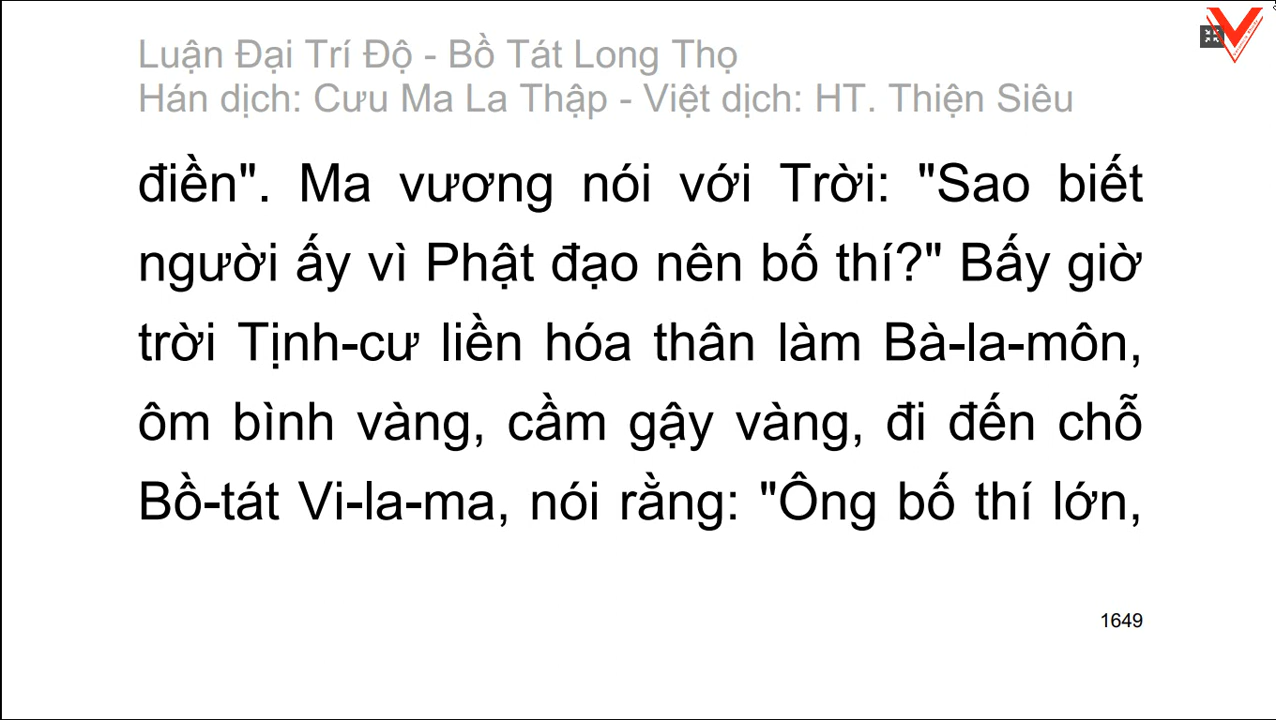 Luận Đại Trí Độ - Bồ Tát Long Thọ
Hán dịch: Cưu Ma La Thập - Việt dịch: HT. Thiện Siêu
điền". Ma vương nói với Trời: "Sao biết
người ấy vì Phật đạo nên bố thí?" Bấy giờ
trời Tịnh-cư liền hóa thân làm Bà-la-môn,
ôm bình vàng, cầm gậy vàng, đi đến chỗ
Bồ-tát Vi-la-ma, nói rằng: "Ông bố thí lớn,
1649